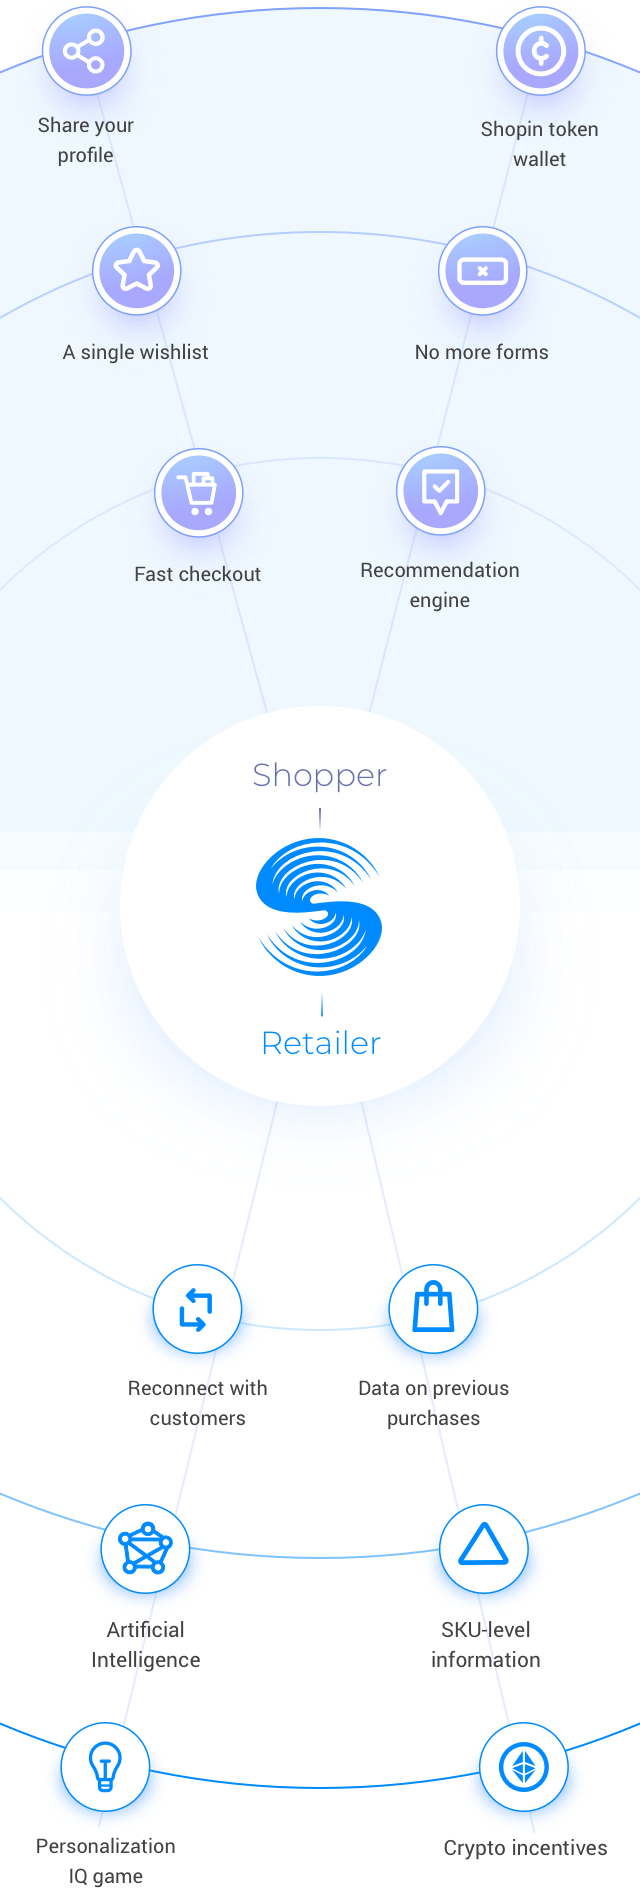 Share your
profile
Shopin token
wallet
A single wishlist
No more forms
Fast checkout
Recommendation
engine
Shopper
Retailer
Reconnect with
customers
Data on previous
purchases
Artificial
Intelligence
SKU-level
information
Personalization
IQ game
Crypto incentives